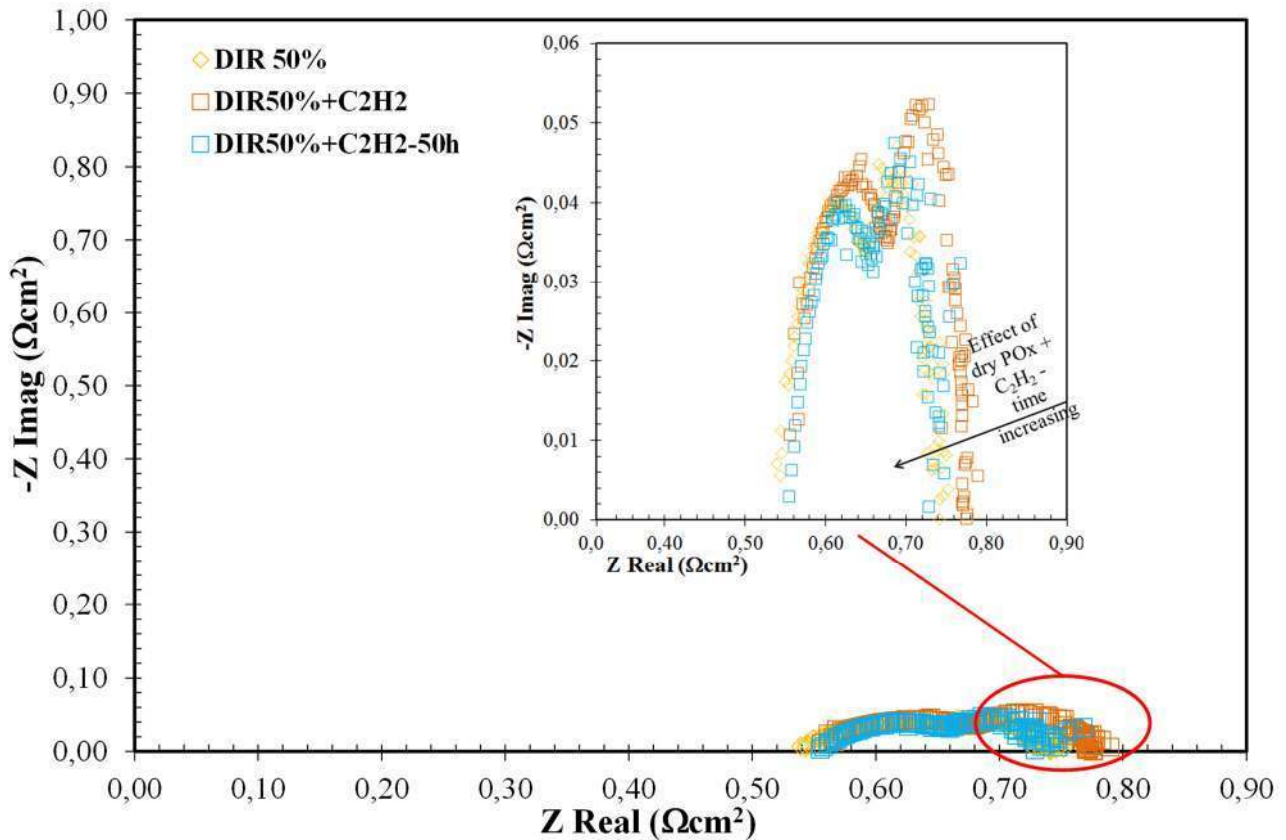 1,00
0,90
0,80
0,70
0,60
0,50
0,40
0,30
0,20
0,10
0,00
-Z Imag (Ωcm²)
DIR 50%
DIR50%+C2H2
DIR50%+C2H2-50h
0,06
0,05
0,04
0,03
0,02
0,01
0,00
-Z Imag (Ωcm²)
Effect of
dry POx +
C₂H₂ -
time
increasing
0,0 0,40 0,50 0,60 0,70 0,80 0,90
Z Real (Ωcm²)
0,00 0,10 0,20 0,30 0,40 0,50 0,60 0,70 0,80 0,90
Z Real (Ωcm²)